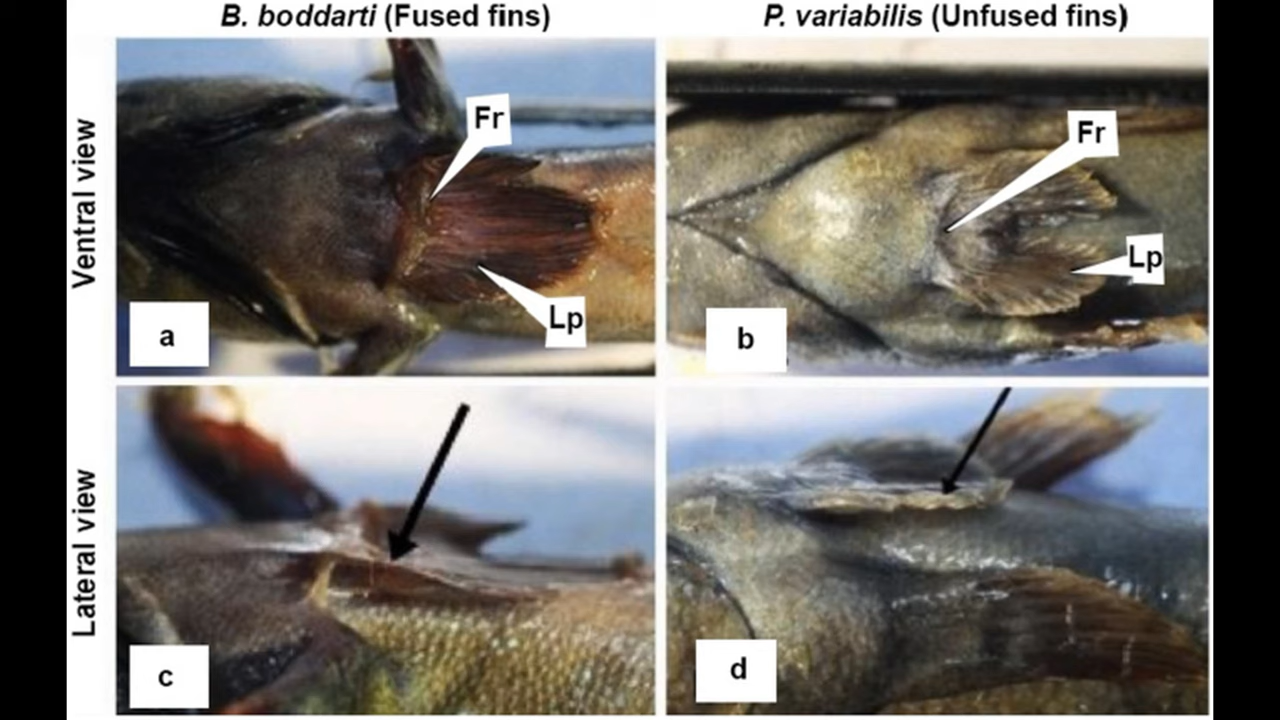 B. boddarti (Fused fins)
P. variabilis (Unfused fins)
Ventral view
Fr
Lp
a
Fr
Lp
b
Lateral view
c
d